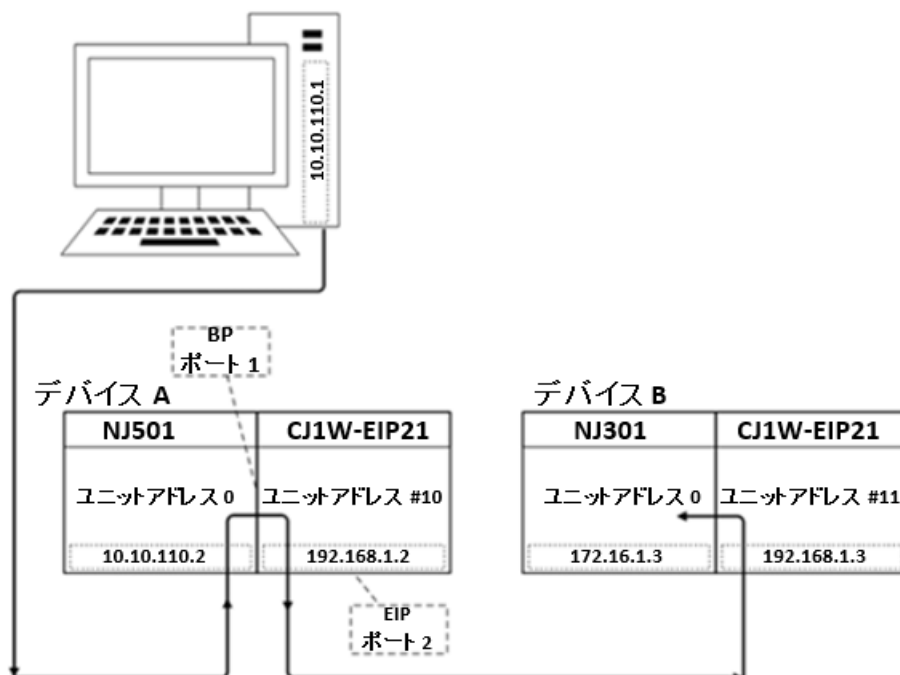 10.10.110.1
BP
ポート 1
デバイス A
デバイス B
NJ501
CJ1W-EIP21
NJ301
CJ1W-EIP21
ユニットアドレス 0
ユニットアドレス #10
ユニットアドレス 0
ユニットアドレス #11
10.10.110.2
192.168.1.2
172.16.1.3
192.168.1.3
EIP
ポート 2